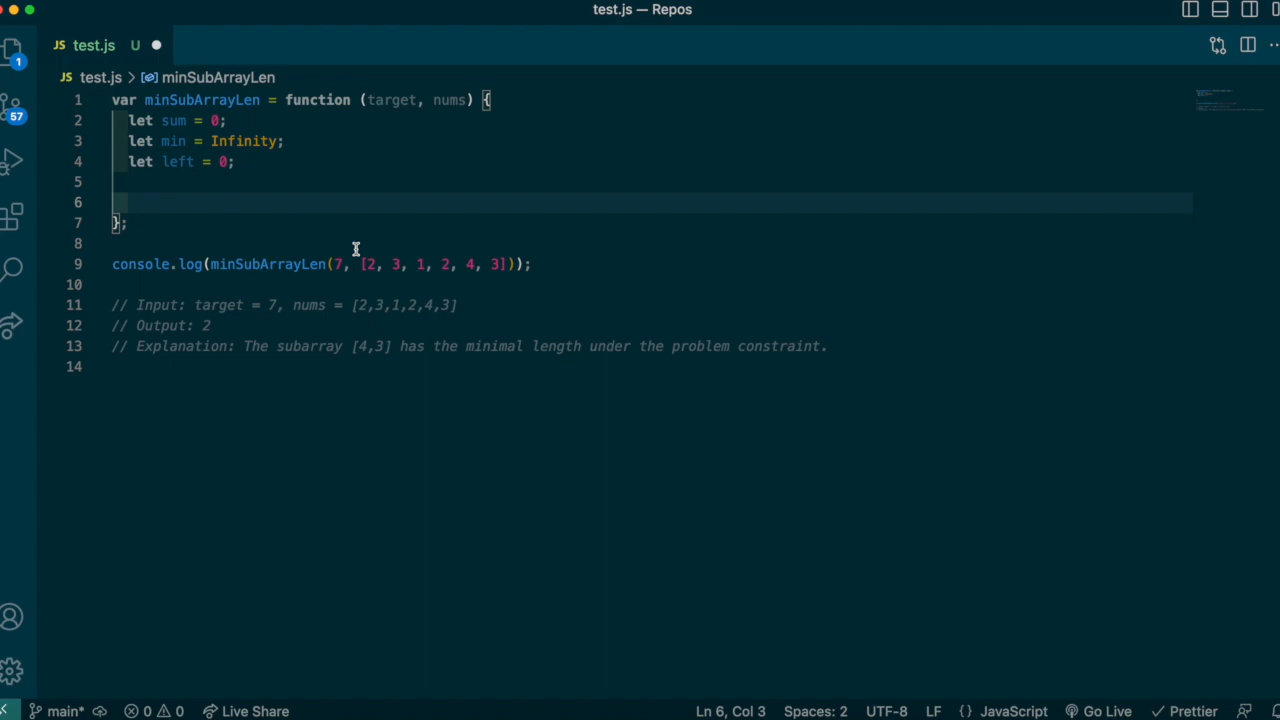 test.js — Repos
JS test.js U
JS test.js > minSubArrayLen
1 var minSubArrayLen = function (target, nums) {
2 let sum = 0;
3 let min = Infinity;
4 let left = 0;
5
6
7 };
8
9 console.log(minSubArrayLen(7, [2, 3, 1, 2, 4, 3]));
10
11 // Input: target = 7, nums = [2,3,1,2,4,3]
12 // Output: 2
13 // Explanation: The subarray [4,3] has the minimal length under the problem constraint.
14
1
57
main* 0 0 Live Share Ln 6, Col 3 Spaces: 2 UTF-8 LF {} JavaScript Go Live Prettier